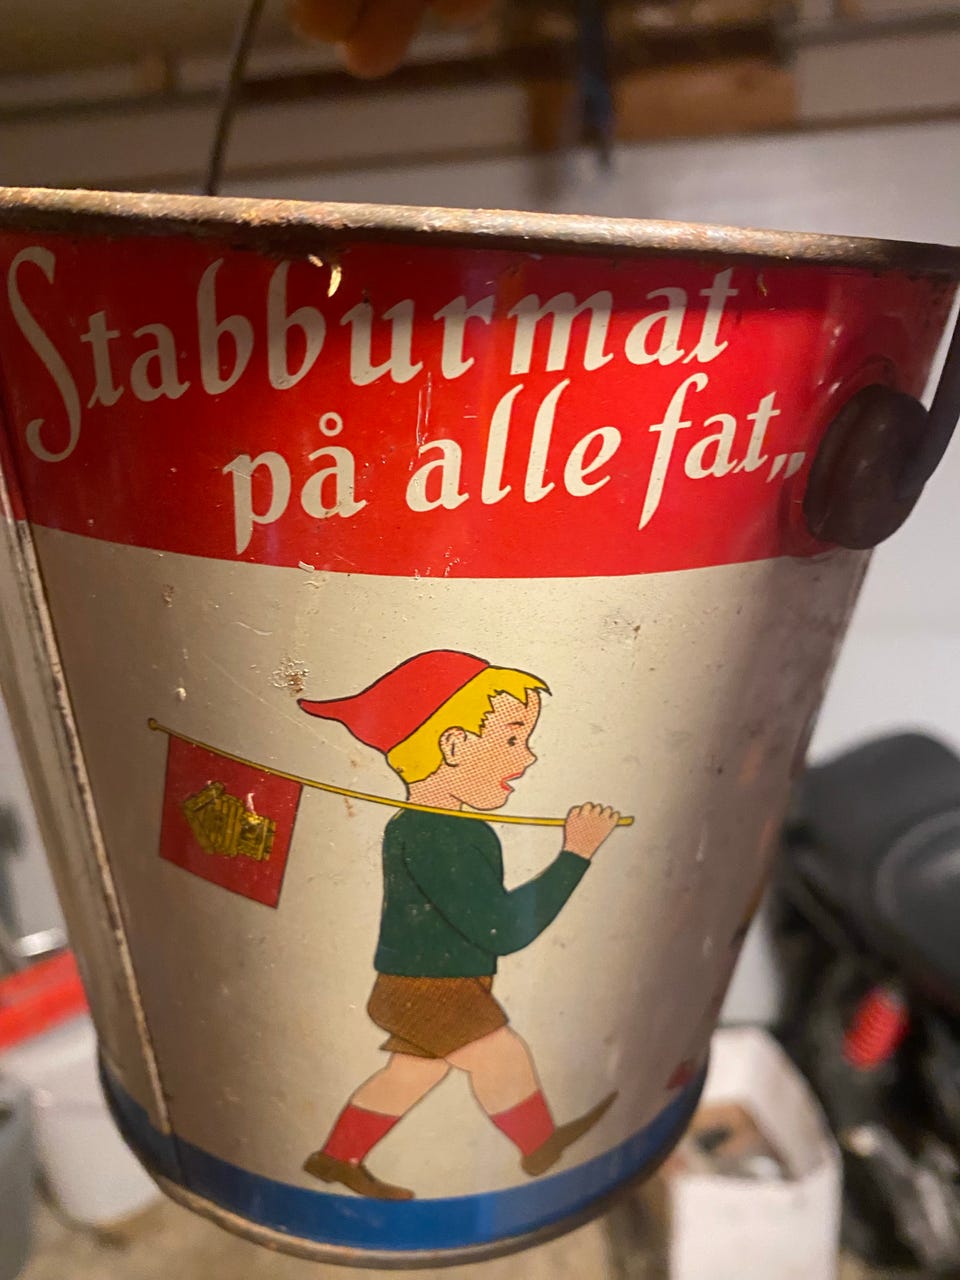 Stabburmat
på alle fat„